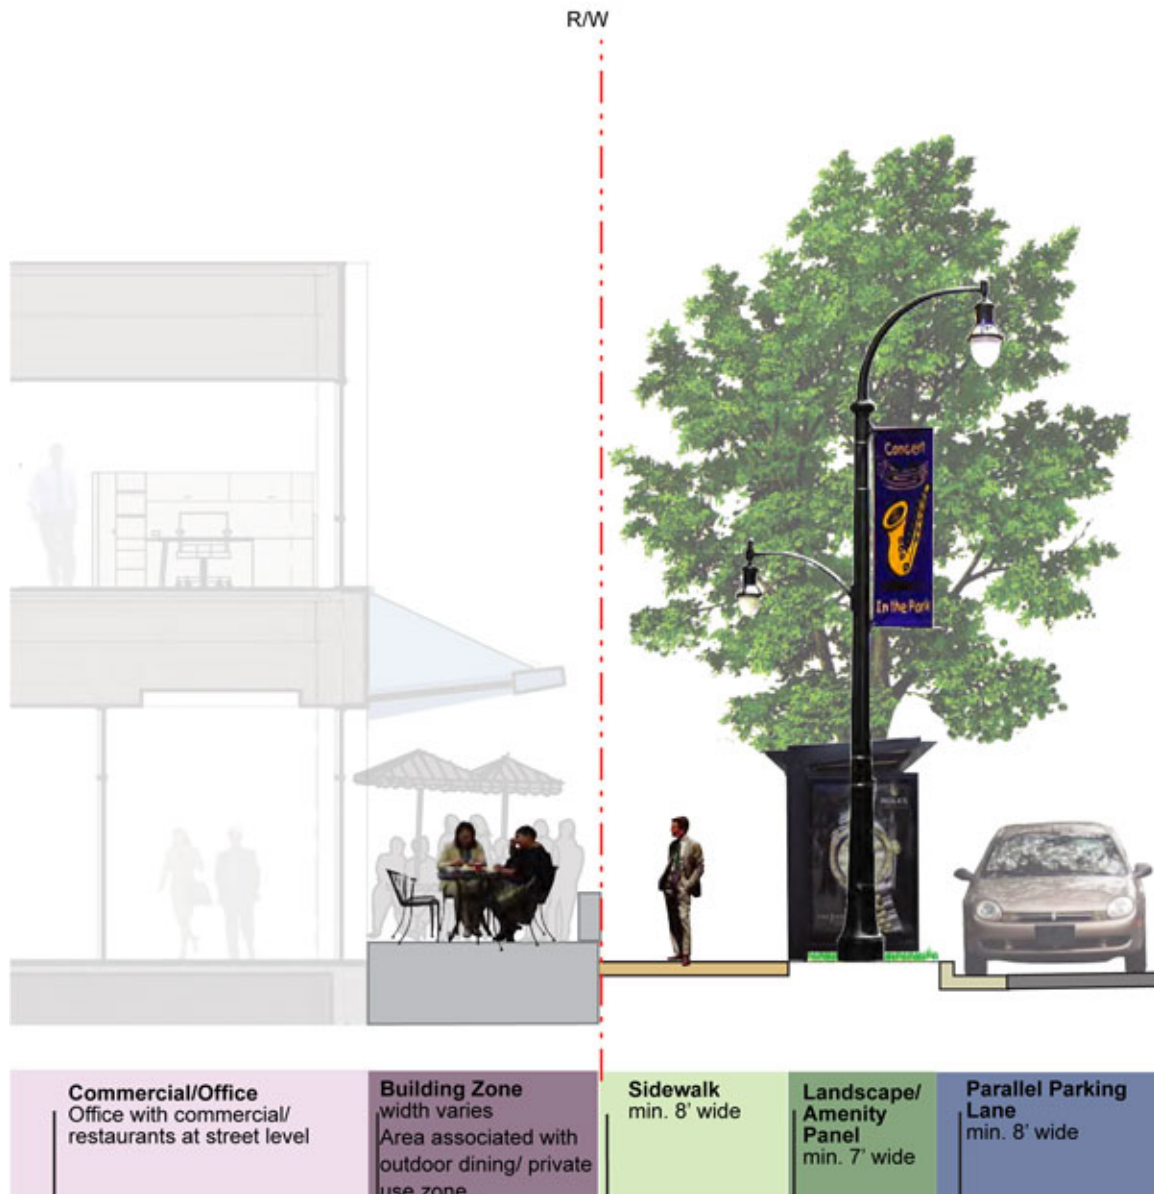 R/W
Concert
In the Park
ROLEX
Commercial/Office
Office with commercial/
restaurants at street level
Building Zone
width varies
Area associated with
outdoor dining/ private
use zone
Sidewalk
min. 8' wide
Landscape/
Amenity
Panel
min. 7' wide
Parallel Parking
Lane
min. 8' wide